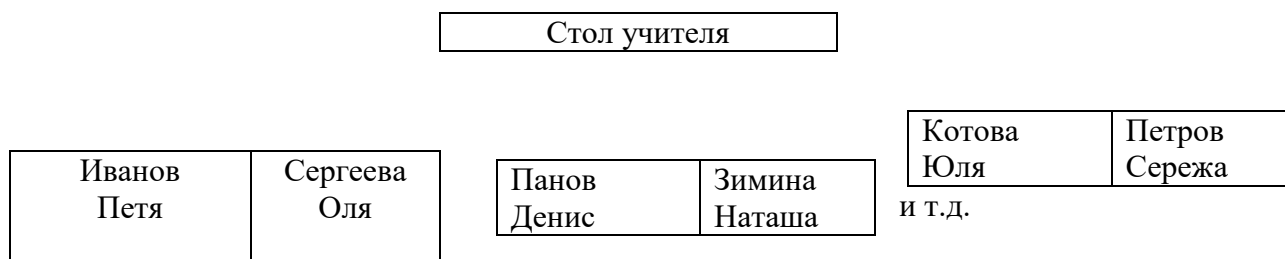 Стол учителя
Иванов
Петя
Сергеева
Оля
Панов
Денис
Зимина
Наташа
Котова
Юля
Петров
Сережа
и т.д.